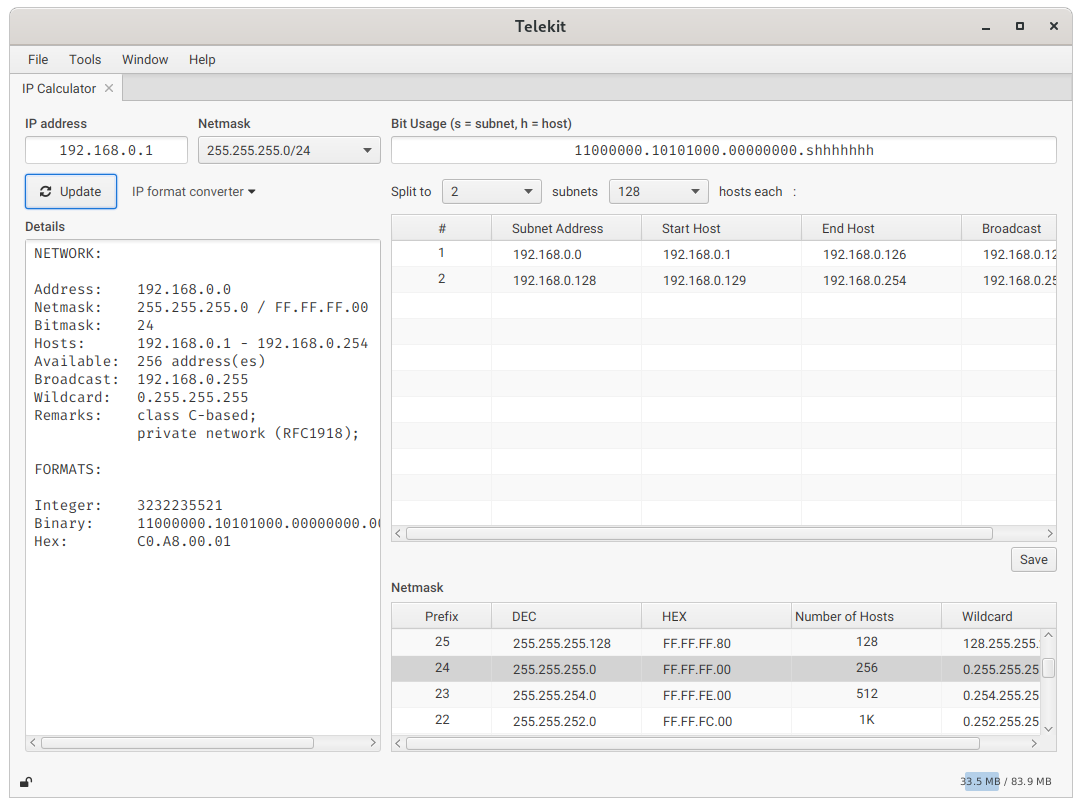 Telekit
File Tools Window Help
IP Calculator
IP address Netmask Bit Usage (s = subnet, h = host)
192.168.0.1 255.255.255.0/24 11000000.10101000.00000000.shhhhhhh
Update IP format converter Split to 2 subnets 128 hosts each :
Details
NETWORK:
Address: 192.168.0.0
Netmask: 255.255.255.0 / FF.FF.FF.00
Bitmask: 24
Hosts: 192.168.0.1 - 192.168.0.254
Available: 256 address(es)
Broadcast: 192.168.0.255
Wildcard: 0.255.255.255
Remarks: class C-based;
private network (RFC1918);
FORMATS:
Integer: 3232235521
Binary: 11000000.10101000.00000000.00
Hex: C0.A8.00.01
# Subnet Address Start Host End Host Broadcast
1 192.168.0.0 192.168.0.1 192.168.0.126 192.168.0.12
2 192.168.0.128 192.168.0.129 192.168.0.254 192.168.0.25
Save
Netmask
Prefix DEC HEX Number of Hosts Wildcard
25 255.255.255.128 FF.FF.FF.80 128 128.255.255.
24 255.255.255.0 FF.FF.FF.00 256 0.255.255.25
23 255.255.254.0 FF.FF.FE.00 512 0.254.255.25
22 255.255.252.0 FF.FF.FC.00 1K 0.252.255.25
33.5 MB / 83.9 MB